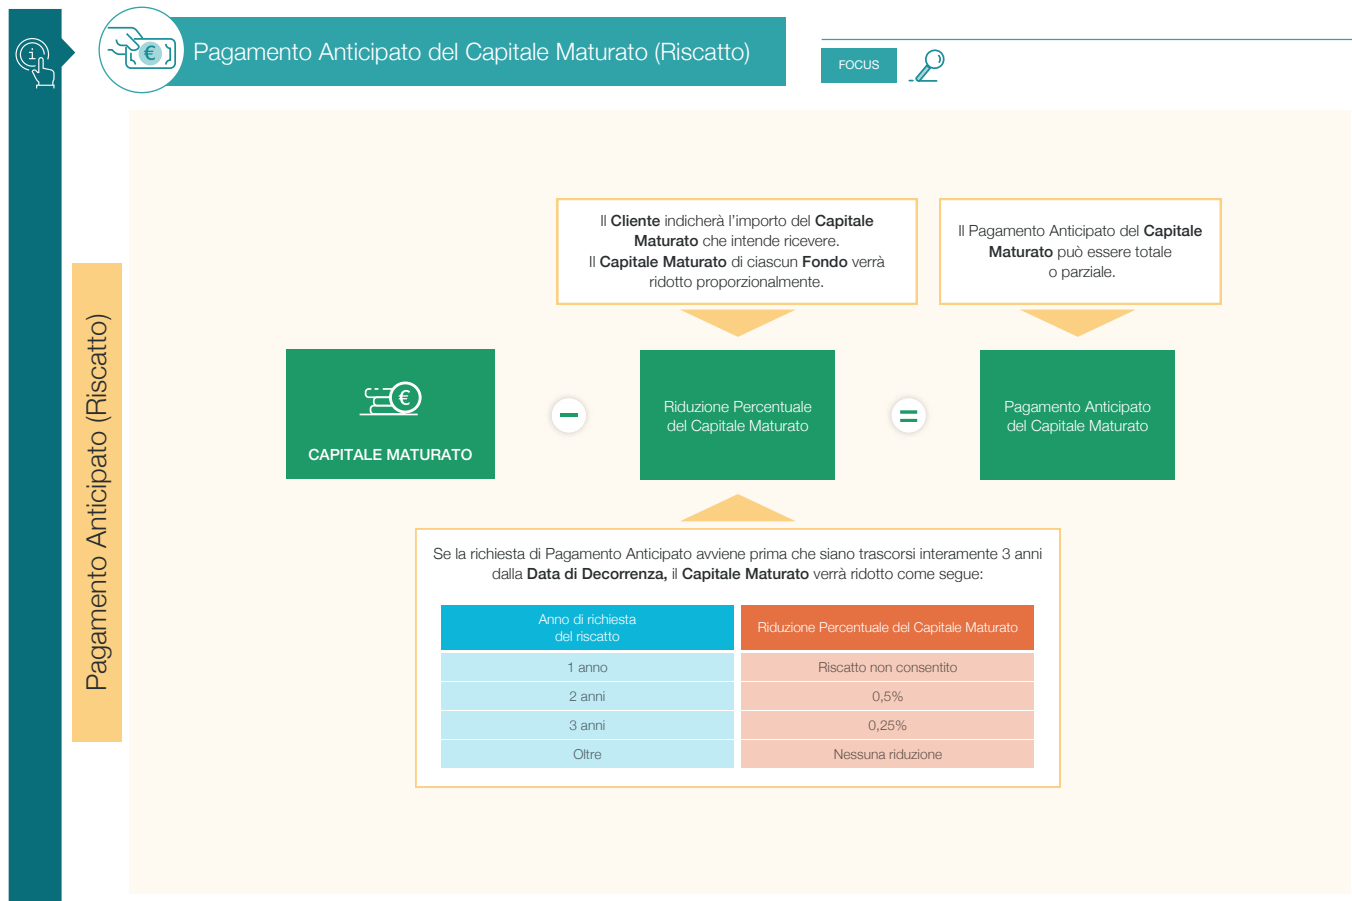 Pagamento Anticipato del Capitale Maturato (Riscatto)
FOCUS
Pagamento Anticipato (Riscatto)
Il Cliente indicherà l’importo del Capitale
Maturato che intende ricevere.
Il Capitale Maturato di ciascun Fondo verrà
ridotto proporzionalmente.
Il Pagamento Anticipato del Capitale
Maturato può essere totale
o parziale.
€
CAPITALE MATURATO
Riduzione Percentuale
del Capitale Maturato
Pagamento Anticipato
del Capitale Maturato
Se la richiesta di Pagamento Anticipato avviene prima che siano trascorsi interamente 3 anni
dalla Data di Decorrenza, il Capitale Maturato verrà ridotto come segue:
Anno di richiesta
del riscatto
Riduzione Percentuale del Capitale Maturato
1 anno
Riscatto non consentito
2 anni
0,5%
3 anni
0,25%
Oltre
Nessuna riduzione